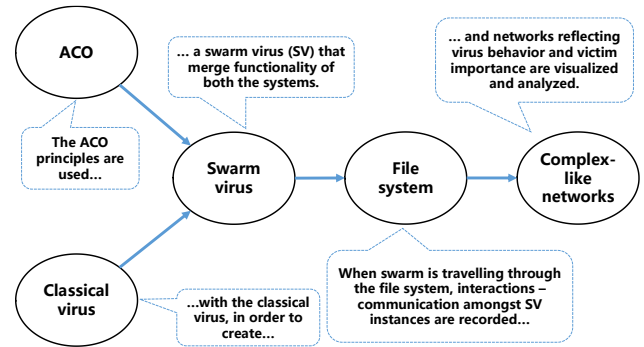 ACO
The ACO
principles are
used…
… a swarm virus (SV) that
merge functionality of
both the systems.
… and networks reflecting
virus behavior and victim
importance are visualized
and analyzed.
Swarm
virus
File
system
Complex-
like
networks
Classical
virus
…with the classical
virus, in order to
create…
When swarm is travelling through
the file system, interactions –
communication amongst SV
instances are recorded…